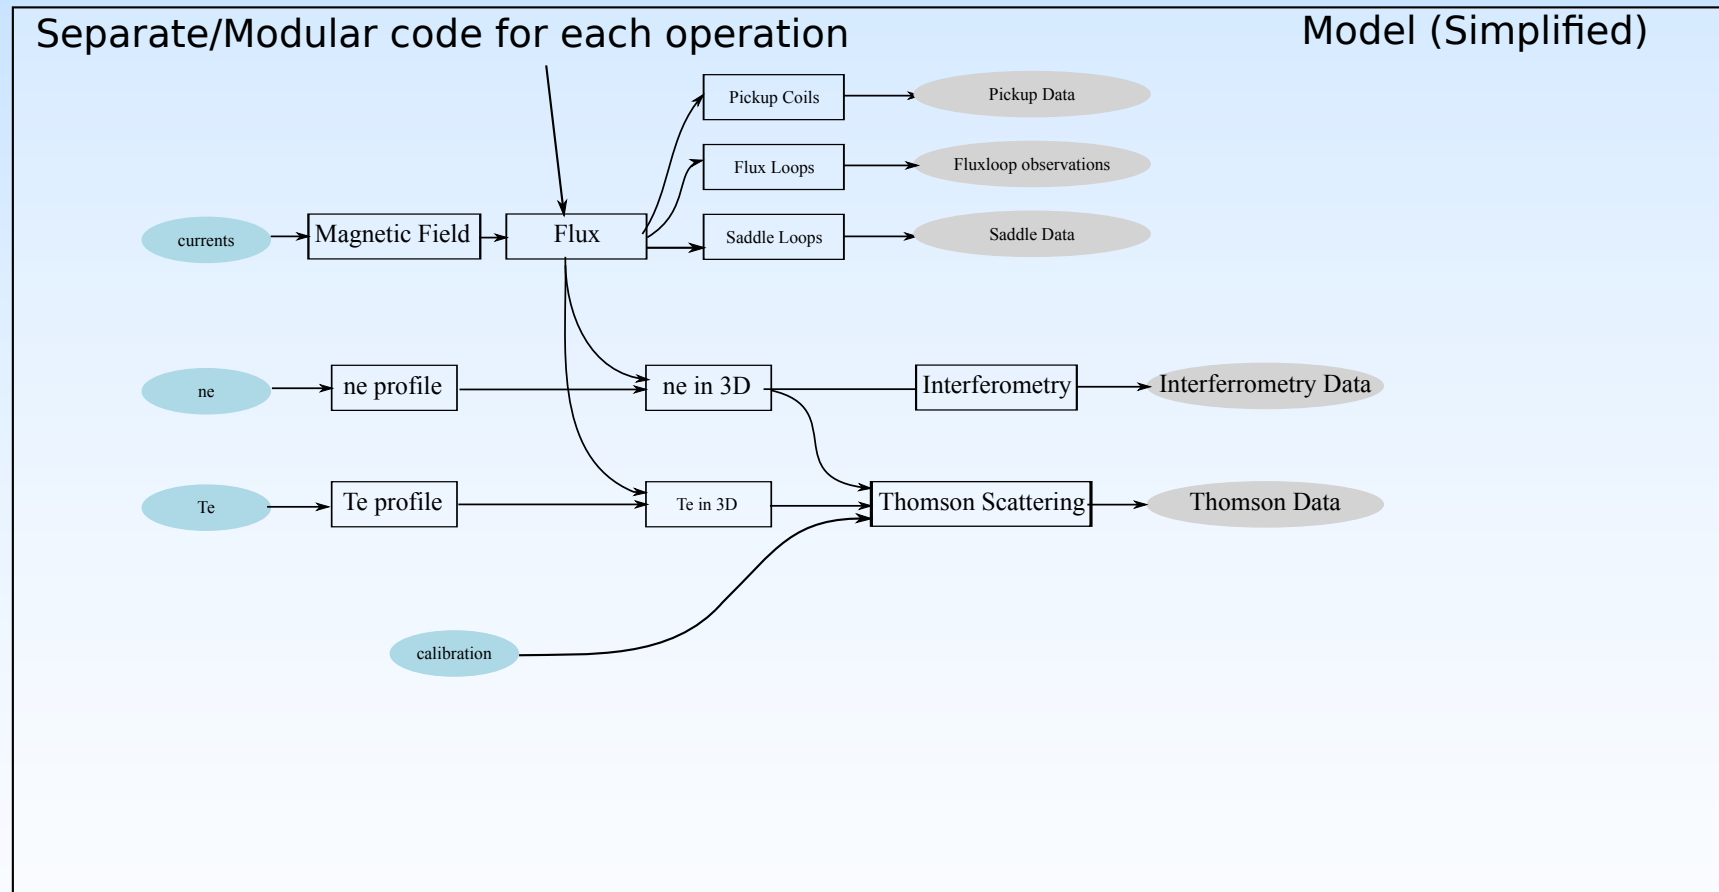 Separate/Modular code for each operation
Model (Simplified)
Pickup Coils
Pickup Data
Flux Loops
Fluxloop observations
currents
Magnetic Field
Flux
Saddle Loops
Saddle Data
ne
ne profile
ne in 3D
Interferometry
Interferrometry Data
Te
Te profile
Te in 3D
Thomson Scattering
Thomson Data
calibration